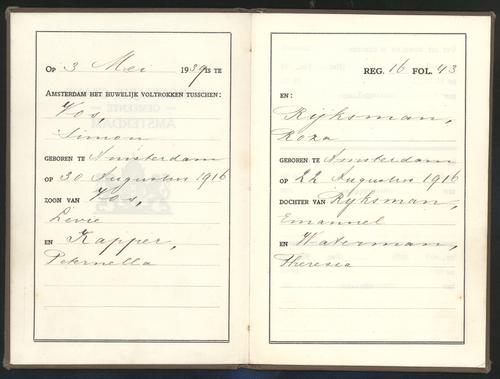 OP 3 Mei 1939 IS TE
AMSTERDAM HET HUWELIJK VOLTROKKEN TUSSCHEN:
Vos,
Simon
GEBOREN TE Amsterdam
OP 30 Augustus 1916
ZOON VAN Vos,
Levie
EN Kapper,
Peternella
REG. 16 FOL. 43
EN:
Rijksman,
Roza
GEBOREN TE Amsterdam
OP 22 Augustus 1916
DOCHTER VAN Rijksman,
Emanuel
EN Waterman,
Theresia